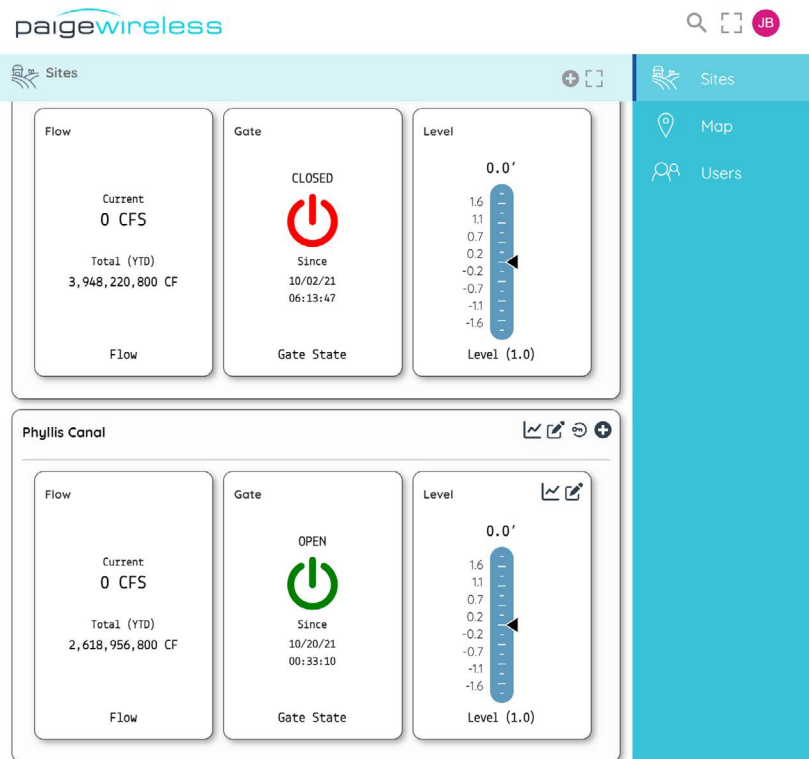 paigewireless
JB
Sites
Sites
Map
Users
Flow
Current
0 CFS
Total (YTD)
3,948,220,800 CF
Flow
Gate
CLOSED
Since
10/02/21
06:13:47
Gate State
Level
0.0′
1.6
1.1
0.7
0.2
-0.2
-0.7
-1.1
-1.6
Level (1.0)
Phyllis Canal
Flow
Current
0 CFS
Total (YTD)
2,618,956,800 CF
Flow
Gate
OPEN
Since
10/20/21
00:33:10
Gate State
Level
0.0′
1.6
1.1
0.7
0.2
-0.2
-0.7
-1.1
-1.6
Level (1.0)